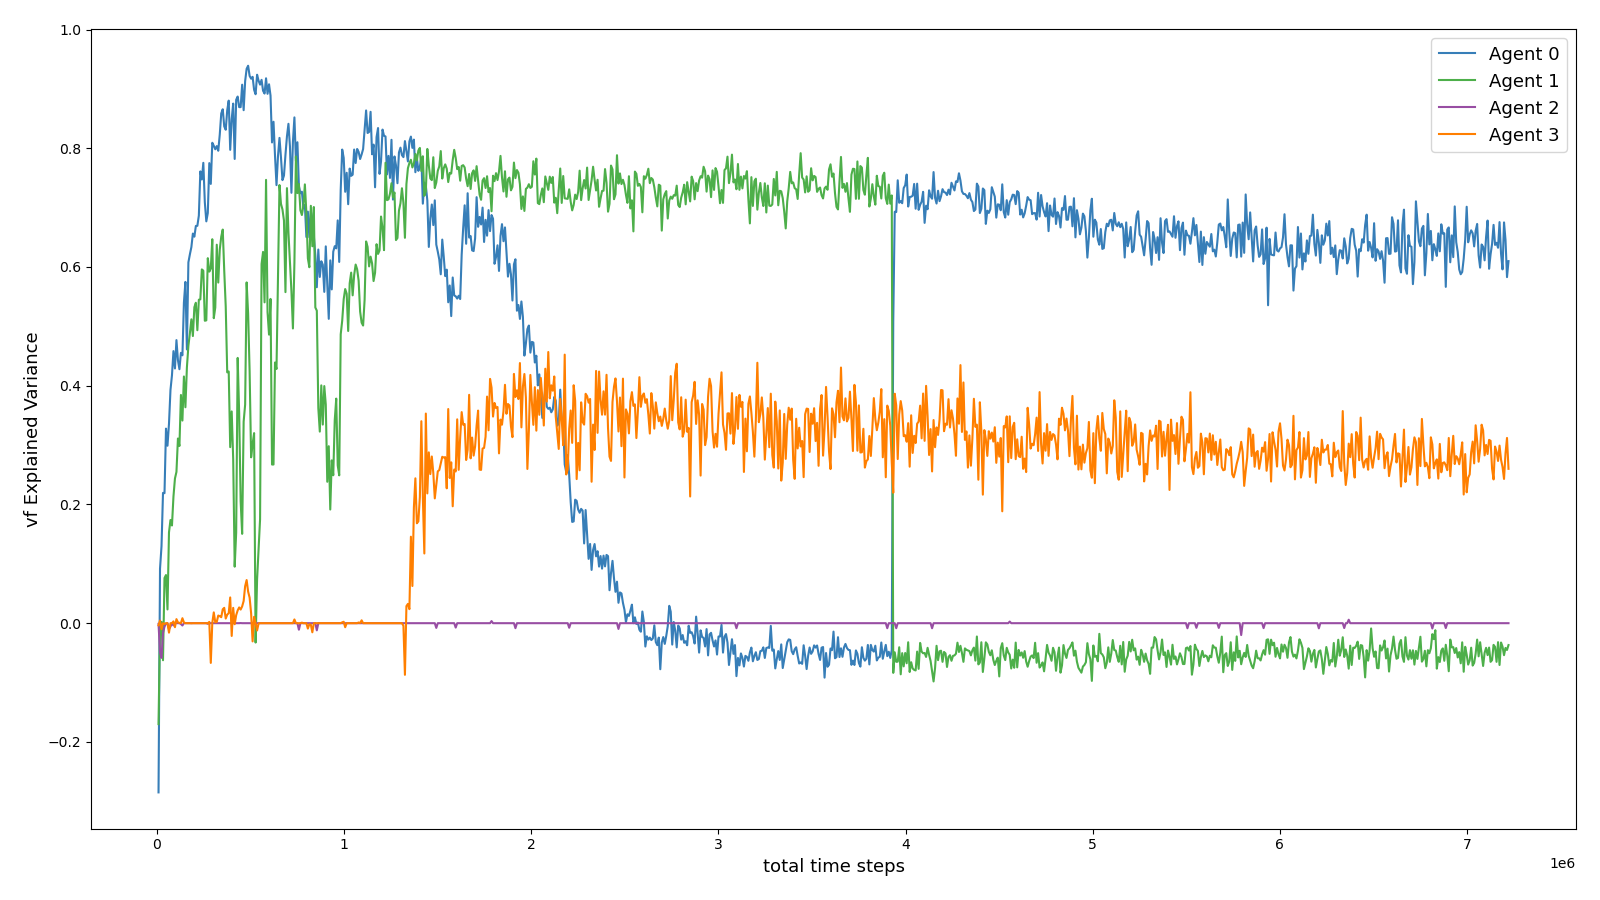 1.0
0.8
0.6
0.4
0.2
0.0
−0.2
vf Explained Variance
0
1
2
3
4
5
6
7
1e6
total time steps
Agent 0
Agent 1
Agent 2
Agent 3